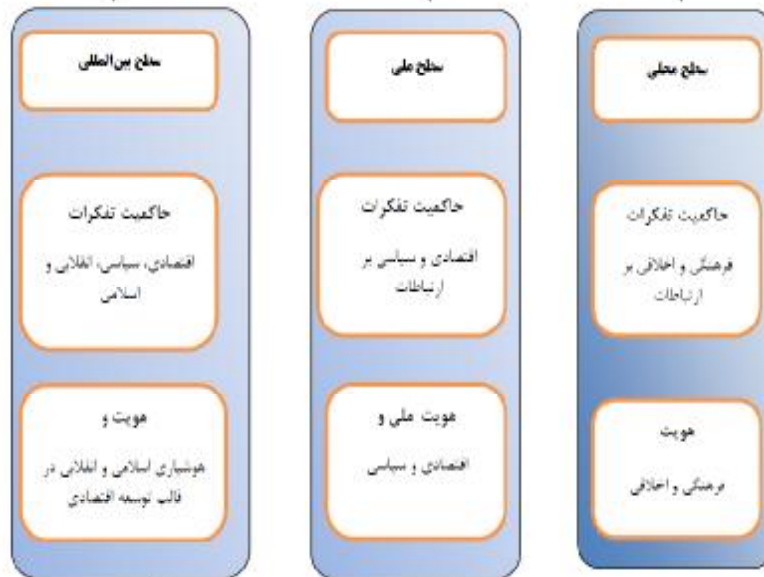 سطح محلی
حاکمیت تفکرات
فرهنگی و اخلاقی بر
ارتباطات
هویت
فرهنگی و اخلاقی
سطح ملی
حاکمیت تفکرات
اقتصادی و سیاسی بر
ارتباطات
هویت ملی و
اقتصادی و سیاسی
سطح بین‌المللی
حاکمیت تفکرات
اقتصادی، سیاسی، انقلابی و
اسلامی
هویت و
هوشیاری اسلامی و انقلابی در
قالب توسعه اقتصادی